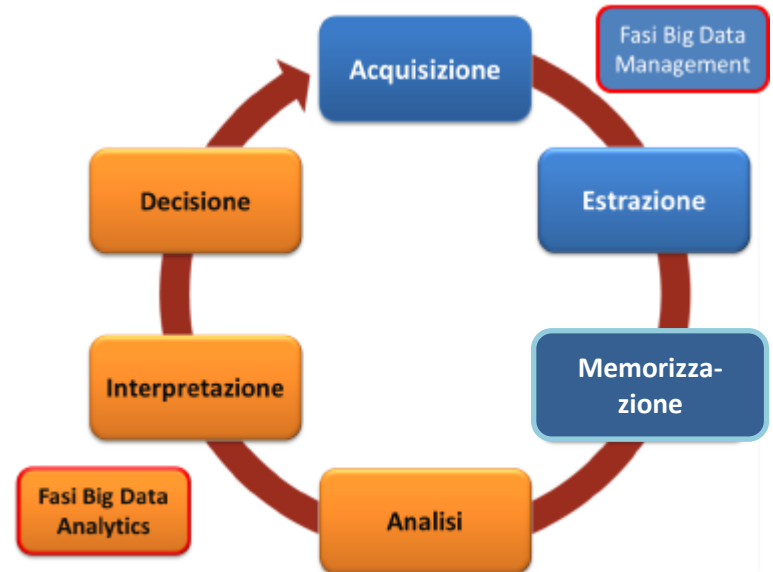 Acquisizione
Fasi Big Data
Management
Decisione
Estrazione
Interpretazione
Memorizza-
zione
Fasi Big Data
Analytics
Analisi